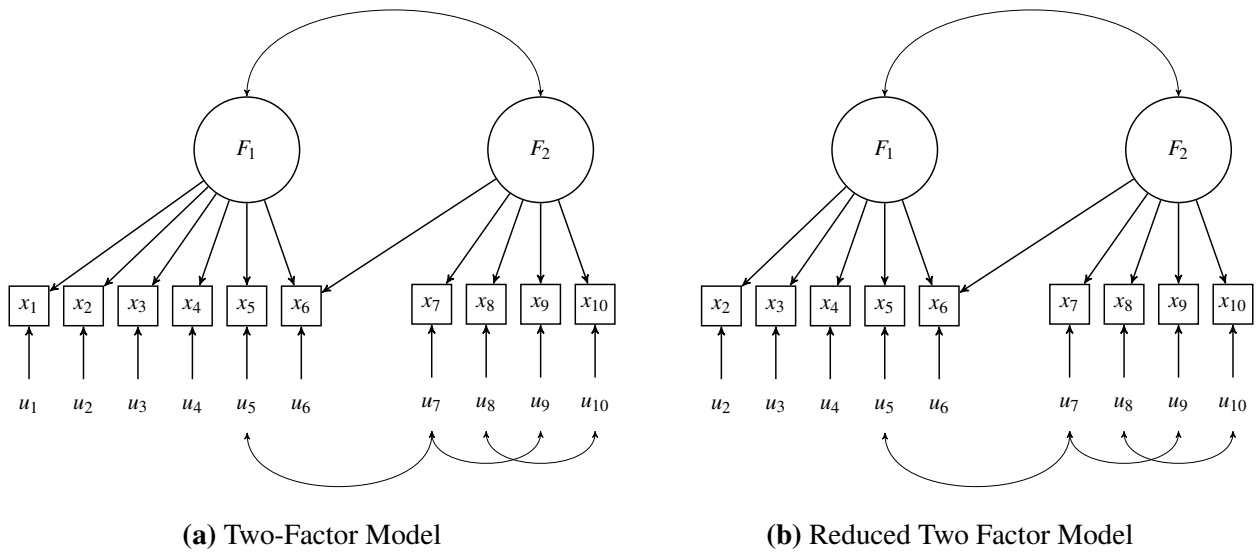 F₁ F₂ F₁ F₂
x₁ x₂ x₃ x₄ x₅ x₆ x₇ x₈ x₉ x₁₀ x₂ x₃ x₄ x₅ x₆ x₇ x₈ x₉ x₁₀
u₁ u₂ u₃ u₄ u₅ u₆ u₇ u₈ u₉ u₁₀ u₂ u₃ u₄ u₅ u₆ u₇ u₈ u₉ u₁₀
(a) Two-Factor Model
(b) Reduced Two Factor Model